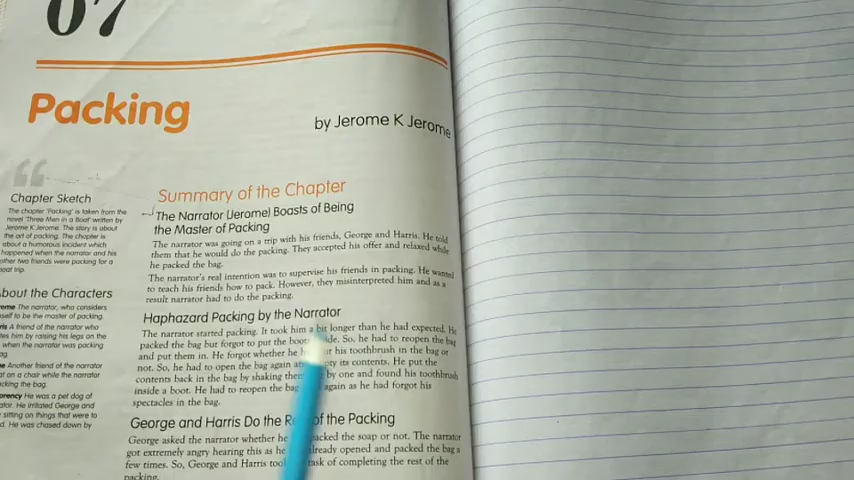 07
Packing
by Jerome K Jerome
Chapter Sketch
The chapter 'Packing' is taken from the
novel 'Three Men in a Boat' written by
Jerome K Jerome. The story is about
the art of packing. The chapter is
about a humorous incident which
happened when the narrator and his
other two friends were packing for a
boat trip.
About the Characters
Jerome The narrator, who considers
himself to be the master of packing.
Harris A friend of the narrator who
irritates him by raising his legs on the
when the narrator was packing
Another friend of the narrator
sat on a chair while the narrator
packing the bag.
He was a pet dog of
narrator. He irritated George and
sitting on things that were to
He was chased down by
Summary of the Chapter
The Narrator (Jerome) Boasts of Being
the Master of Packing
The narrator was going on a trip with his friends, George and Harris. He told
them that he would do the packing. They accepted his offer and relaxed while
he packed the bag.
The narrator's real intention was to supervise his friends in packing. He wanted
to teach his friends how to pack. However, they misinterpreted him and as a
result narrator had to do the packing.
Haphazard Packing by the Narrator
The narrator started packing. It took him a bit longer than he had expected. He
packed the bag but forgot to put the boots inside. So, he had to reopen the bag
and put them in. He forgot whether he had put his toothbrush in the bag or
not. So, he had to open the bag again and empty its contents. He put the
contents back in the bag by shaking them by one and found his toothbrush
inside a boot. He had to reopen the bag again as he had forgot his
spectacles in the bag.
George and Harris Do the Rest of the Packing
George asked the narrator whether he packed the soap or not. The narrator
got extremely angry hearing this as he already opened and packed the bag a
few times. So, George and Harris took task of completing the rest of the
packing.